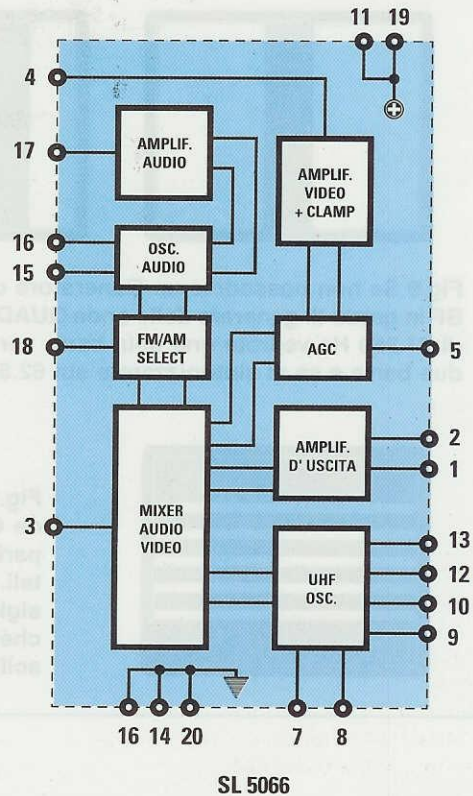 11 19
4
17
AMPLIF.
AUDIO
AMPLIF.
VIDEO
+ CLAMP
16
15
OSC.
AUDIO
18
FM/AM
SELECT
AGC
5
3
MIXER
AUDIO
VIDEO
AMPLIF.
D' USCITA
2
1
UHF
OSC.
13
12
10
9
16 14 20 7 8
SL 5066